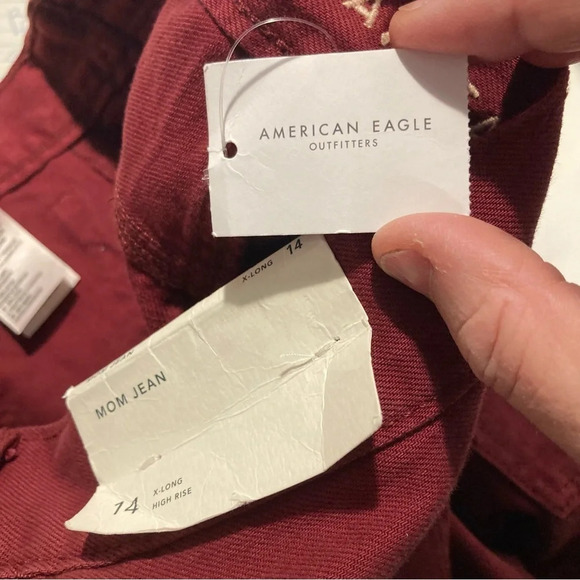 AMERICAN EAGLE
OUTFITTERS
X-LONG 14
MOM JEAN
14 X-LONG
HIGH RISE